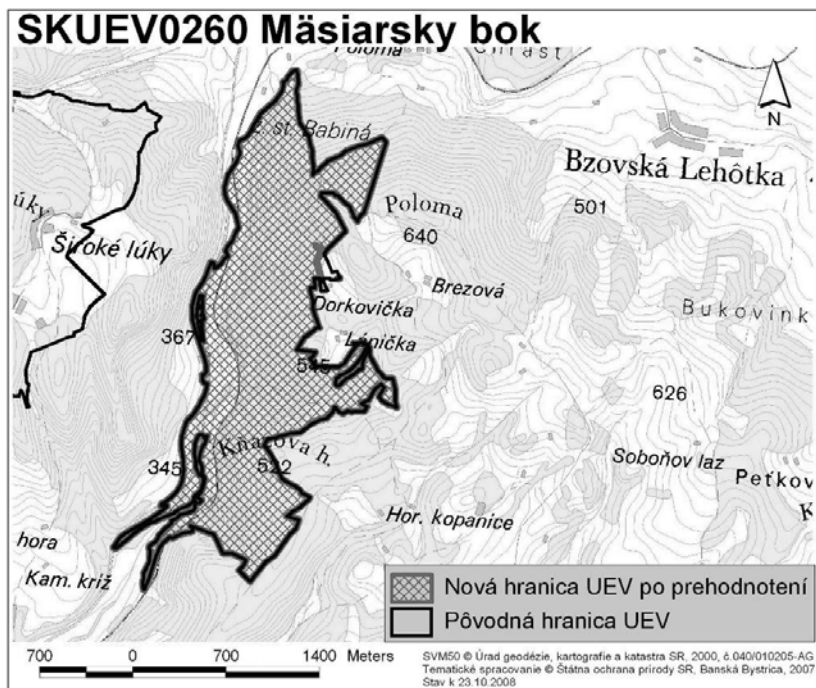 SKUEV0260 Mäsiarsky bok
Poloma
Chrasť
ž. st. Babiná
N
Bzovská Lehôtka
úky
Široké lúky
Poloma
501
640
Brezová
Dorkovička
Bukovink
367
Lánička
545
626
Kňazova h.
345
522
Soboňov laz
Peťkov
K
Hor. kopanice
hora
Kam. kríž
Nová hranica UEV po prehodnotení
Pôvodná hranica UEV
700 0 700 1400 Meters
SVM50 © Úrad geodézie, kartografie a katastra SR, 2000, č.040/010205-AG
Tematické spracovanie © Štátna ochrana prírody SR, Banská Bystrica, 2007
Stav k 23.10.2008